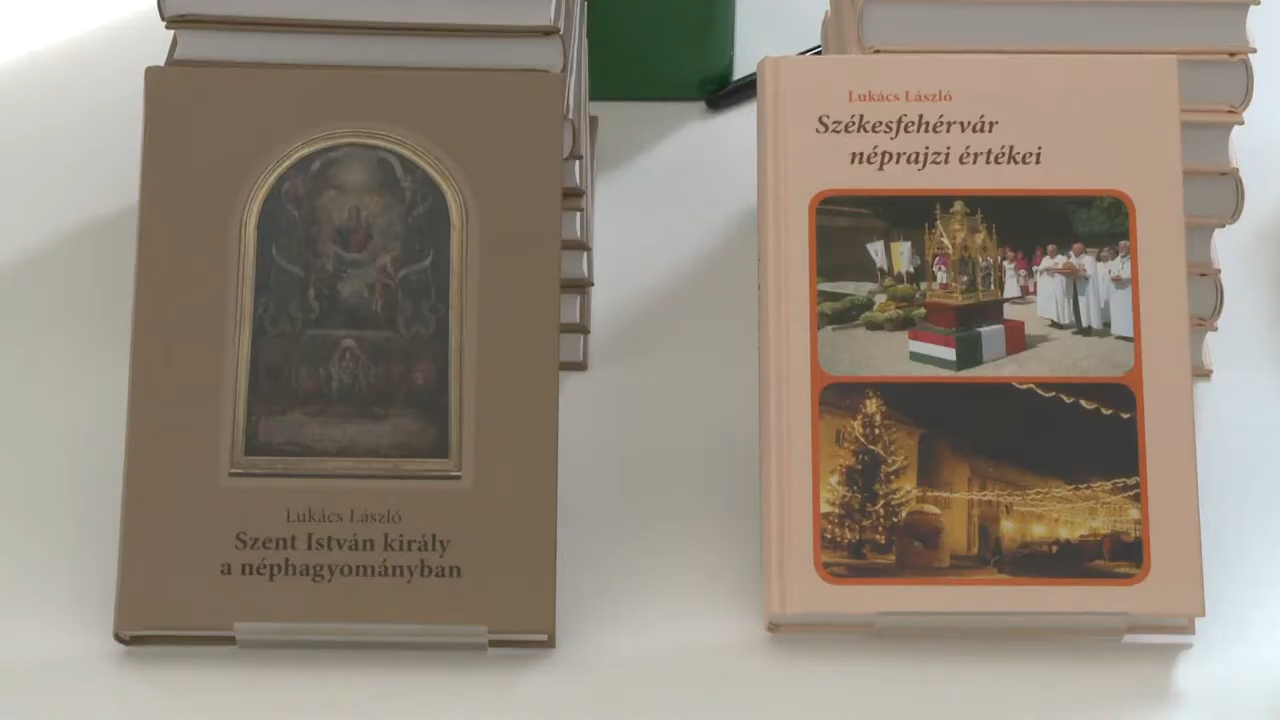 Lukács László
Szent István király
a néphagyományban
Lukács László
Székesfehérvár
néprajzi értékei